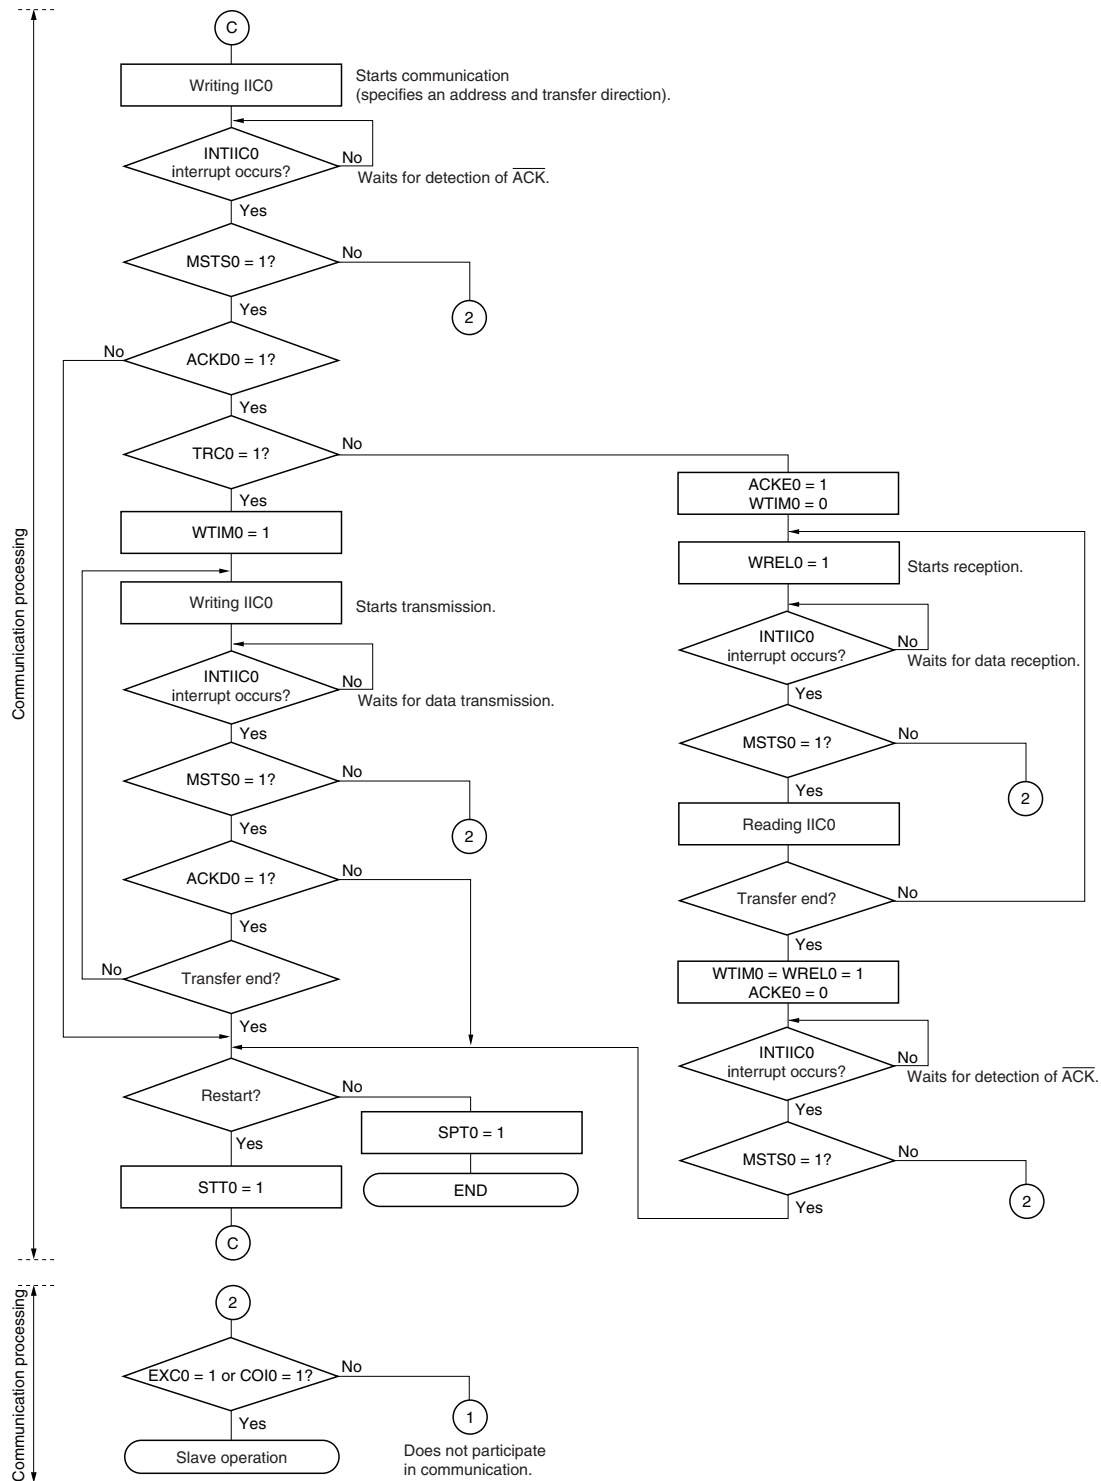 C
Writing IIC0
Starts communication
(specifies an address and transfer direction).
INTIIC0
interrupt occurs?
No
Waits for detection of ACK.
Yes
MSTS0 = 1?
No
2
Yes
No
ACKD0 = 1?
Yes
TRC0 = 1?
No
Yes
WTIM0 = 1
Writing IIC0
Starts transmission.
INTIIC0
interrupt occurs?
No
Waits for data transmission.
Yes
MSTS0 = 1?
No
2
Yes
ACKD0 = 1?
No
Yes
No
Transfer end?
Yes
Restart?
No
SPT0 = 1
END
Yes
STT0 = 1
C
ACKE0 = 1
WTIM0 = 0
WREL0 = 1
Starts reception.
INTIIC0
interrupt occurs?
No
Waits for data reception.
Yes
MSTS0 = 1?
No
2
Yes
Reading IIC0
Transfer end?
No
Yes
WTIM0 = WREL0 = 1
ACKE0 = 0
INTIIC0
interrupt occurs?
No
Waits for detection of ACK.
Yes
MSTS0 = 1?
No
2
Yes
Communication processing
2
EXC0 = 1 or COI0 = 1?
No
1
Does not participate
in communication.
Yes
Slave operation
Communication processing